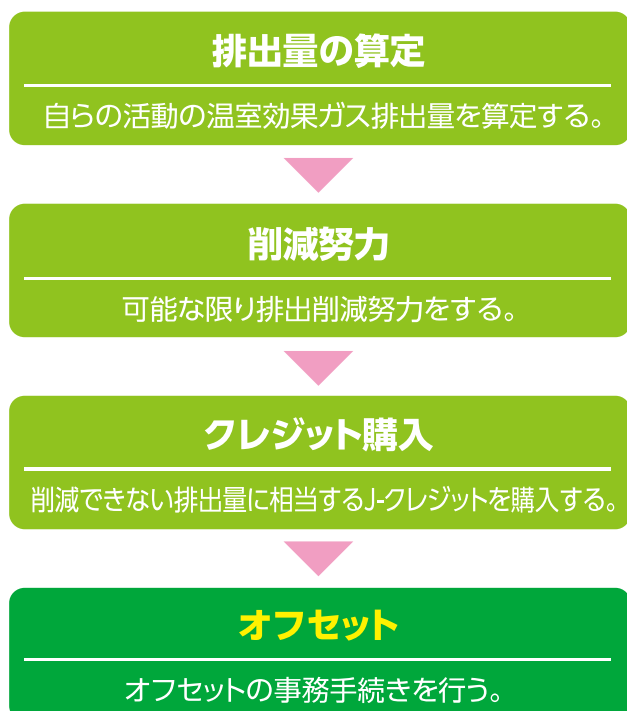 排出量の算定
自らの活動の温室効果ガス排出量を算定する。
削減努力
可能な限り排出削減努力をする。
クレジット購入
削減できない排出量に相当するJ-クレジットを購入する。
オフセット
オフセットの事務手続きを行う。